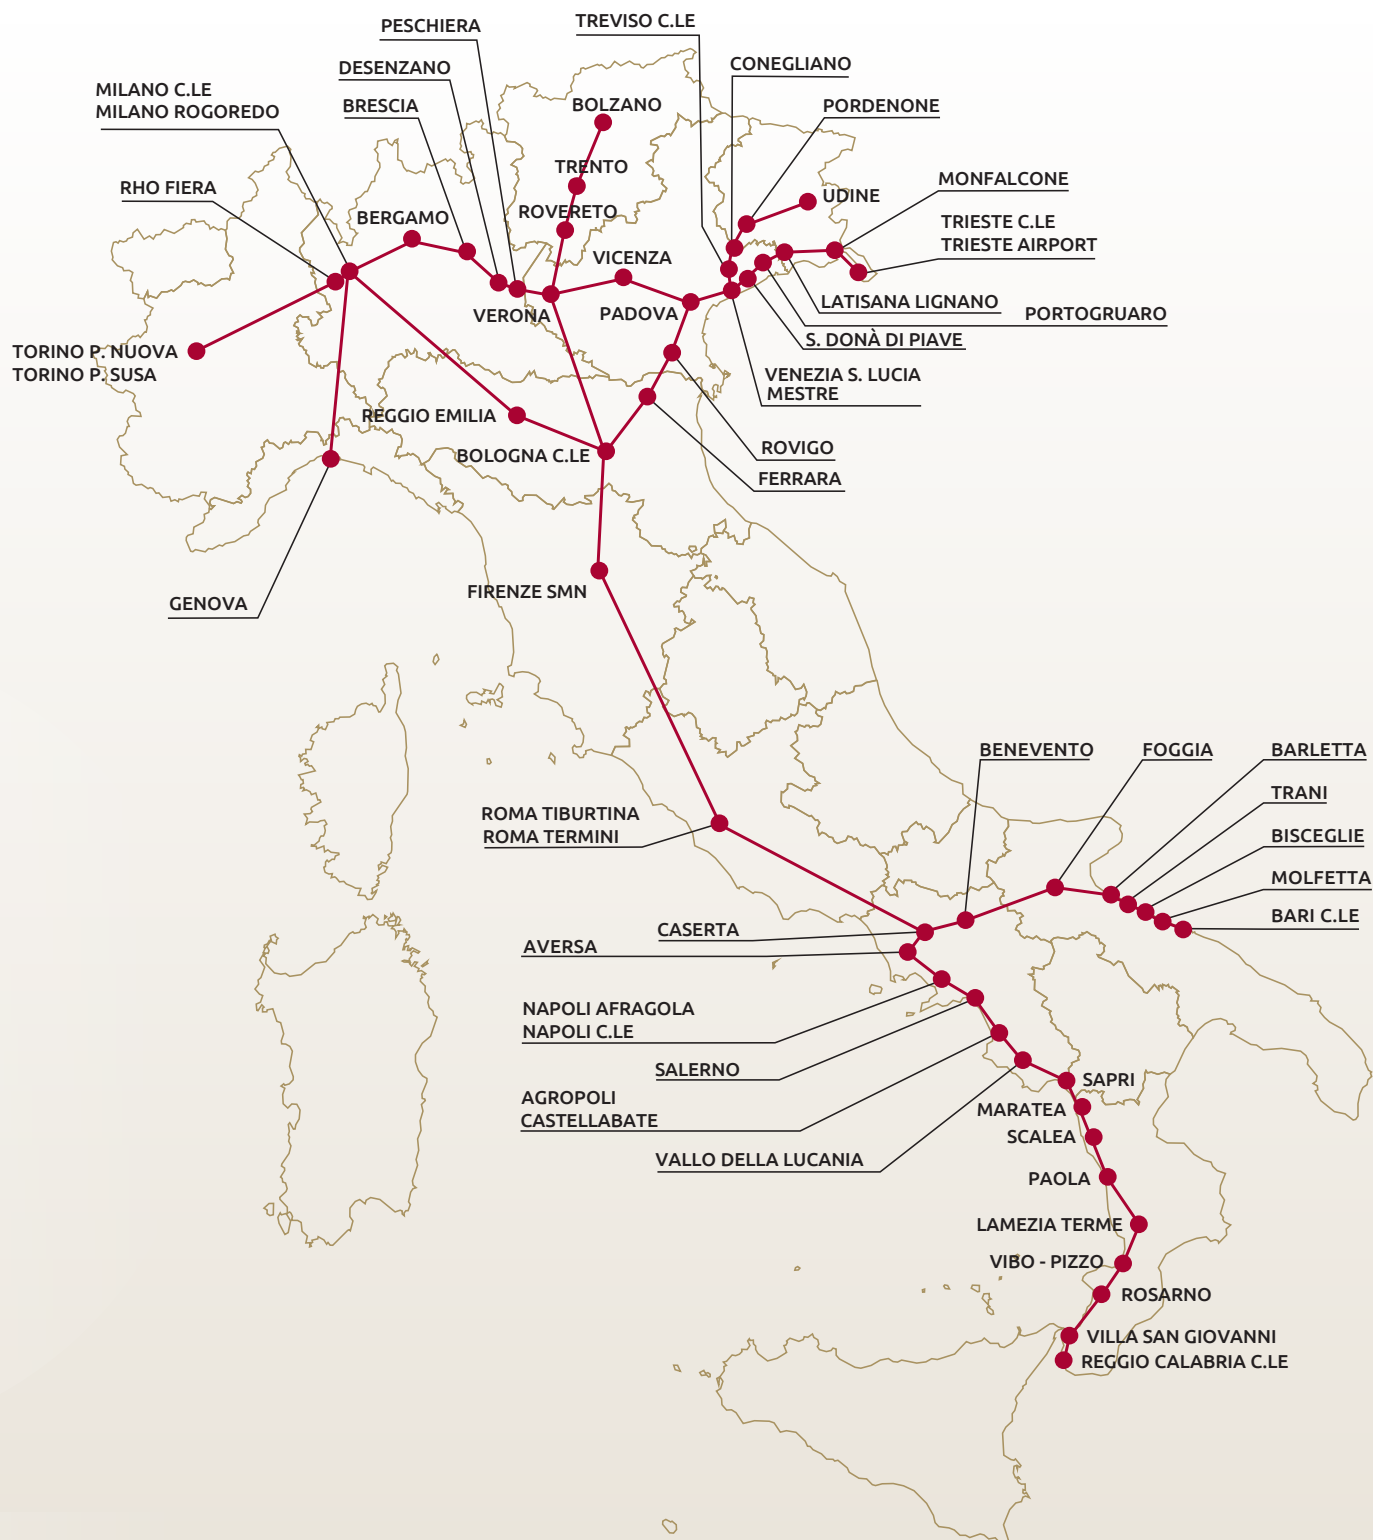 PESCHIERA
TREVISO C.LE
DESENZANO
CONEGLIANO
MILANO C.LE
MILANO ROGOREDO
BRESCIA
BOLZANO
PORDENONE
RHO FIERA
TRENTO
MONFALCONE
BERGAMO
ROVERETO
UDINE
TRIESTE C.LE
TRIESTE AIRPORT
VICENZA
VERONA
PADOVA
LATISANA LIGNANO
PORTOGRUARO
S. DONÀ DI PIAVE
TORINO P. NUOVA
TORINO P. SUSA
VENEZIA S. LUCIA
MESTRE
REGGIO EMILIA
BOLOGNA C.LE
ROVIGO
FERRARA
FIRENZE SMN
GENOVA
BENEVENTO
FOGGIA
BARLETTA
TRANI
ROMA TIBURTINA
ROMA TERMINI
BISCEGLIE
MOLFETTA
BARI C.LE
CASERTA
AVERSA
NAPOLI AFRAGOLA
NAPOLI C.LE
SALERNO
SAPRI
AGROPOLI
CASTELLABATE
MARATEA
SCALEA
VALLO DELLA LUCANIA
PAOLA
LAMEZIA TERME
VIBO - PIZZO
ROSARNO
VILLA SAN GIOVANNI
REGGIO CALABRIA C.LE